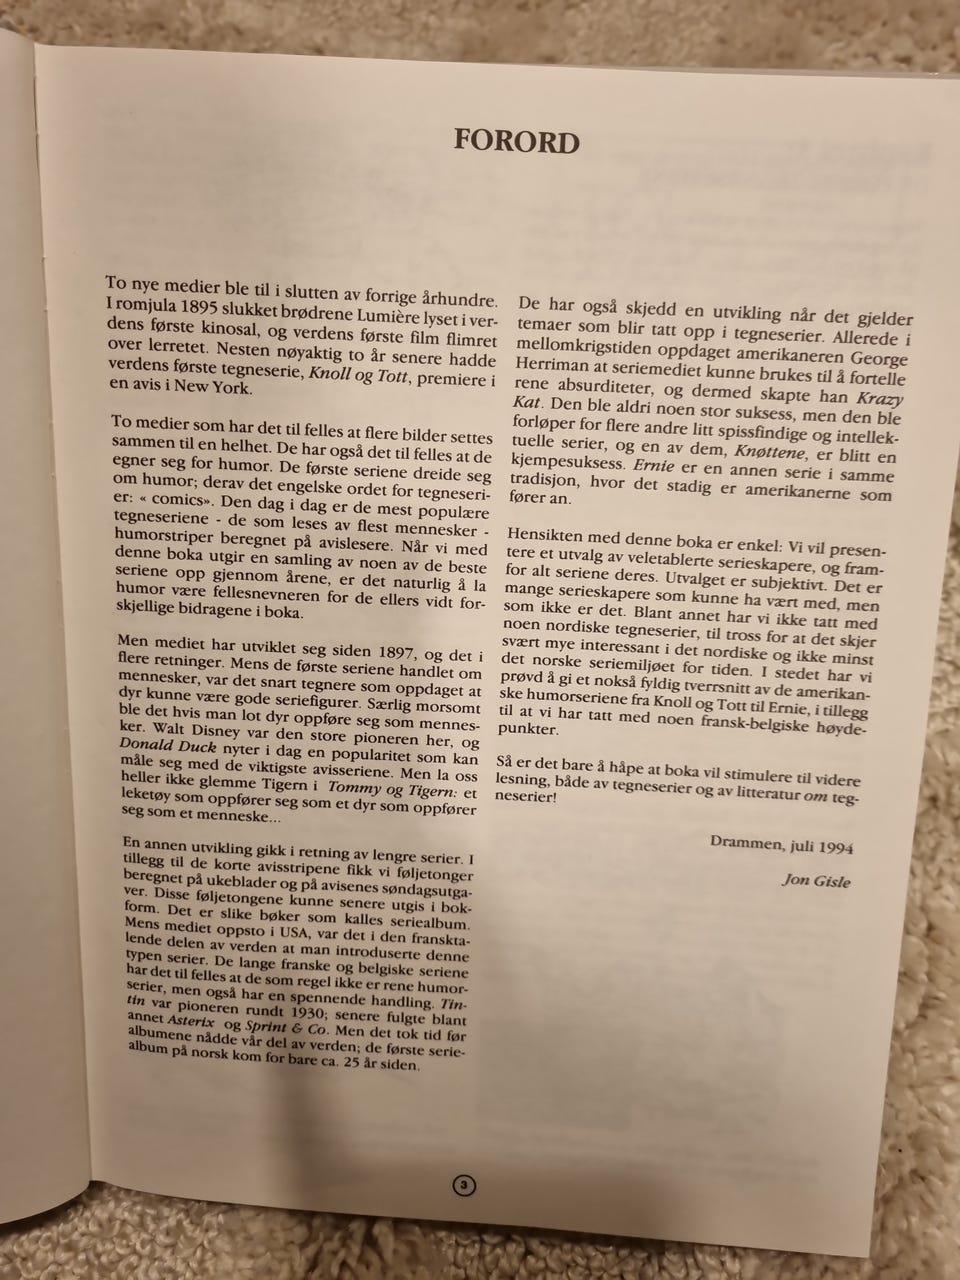 FORORD
To nye medier ble til i slutten av forrige århundre.
I romjula 1895 slukket brødrene Lumière lyset i ver-
dens første kinosal, og verdens første film flimret
over lerretet. Nesten nøyaktig to år senere hadde
verdens første tegneserie, Knoll og Tott, premiere i
en avis i New York.
To medier som har det til felles at flere bilder settes
sammen til en helhet. De har også det til felles at de
egner seg for humor. De første seriene dreide seg
om humor; derav det engelske ordet for tegneseri-
er: « comics». Den dag i dag er de mest populære
tegneseriene - de som leses av flest mennesker -
humorstriper beregnet på avislesere. Når vi med
denne boka utgir en samling av noen av de beste
seriene opp gjennom årene, er det naturlig å la
humor være fellesnevneren for de ellers vidt for-
skjellige bidragene i boka.
Men mediet har utviklet seg siden 1897, og det i
flere retninger. Mens de første seriene handlet om
mennesker, var det snart tegnere som oppdaget at
dyr kunne være gode seriefigurer. Særlig morsomt
ble det hvis man lot dyr oppføre seg som mennes-
ker. Walt Disney var den store pioneren her, og
Donald Duck nyter i dag en popularitet som kan
måle seg med de viktigste avisseriene. Men la oss
heller ikke glemme Tigern i Tommy og Tigern: et
leketøy som oppfører seg som et dyr som oppfører
seg som et menneske...
En annen utvikling gikk i retning av lengre serier. I
tillegg til de korte avisstripene fikk vi føljetonger
beregnet på ukeblader og på avisenes søndagsutga-
ver. Disse føljetongene kunne senere utgis i bok-
form. Det er slike bøker som kalles seriealbum.
Mens mediet oppsto i USA, var det i den franskta-
lende delen av verden at man introduserte denne
typen serier. De lange franske og belgiske seriene
har det til felles at de som regel ikke er rene humor-
serier, men også har en spennende handling. Tin-
tin var pioneren rundt 1930; senere fulgte blant
annet Asterix og Sprint & Co. Men det tok tid før
albumene nådde vår del av verden; de første serie-
album på norsk kom for bare ca. 25 år siden.
De har også skjedd en utvikling når det gjelder
temaer som blir tatt opp i tegneserier. Allerede i
mellomkrigstiden oppdaget amerikaneren George
Herriman at seriemediet kunne brukes til å fortelle
rene absurditeter, og dermed skapte han Krazy
Kat. Den ble aldri noen stor suksess, men den ble
forløper for flere andre litt spissfindige og intellek-
tuelle serier, og en av dem, Knøttene, er blitt en
kjempesuksess. Ernie er en annen serie i samme
tradisjon, hvor det stadig er amerikanerne som
fører an.
Hensikten med denne boka er enkel: Vi vil presen-
tere et utvalg av veletablerte serieskapere, og fram-
for alt seriene deres. Utvalget er subjektivt. Det er
mange serieskapere som kunne ha vært med, men
som ikke er det. Blant annet har vi ikke tatt med
noen nordiske tegneserier, til tross for at det skjer
svært mye interessant i det nordiske og ikke minst
det norske seriemiljøet for tiden. I stedet har vi
prøvd å gi et nokså fyldig tverrsnitt av de amerikan-
ske humorseriene fra Knoll og Tott til Ernie, i tillegg
til at vi har tatt med noen fransk-belgiske høyde-
punkter.
Så er det bare å håpe at boka vil stimulere til videre
lesning, både av tegneserier og av litteratur om teg-
neserier!
Drammen, juli 1994
Jon Gisle
3